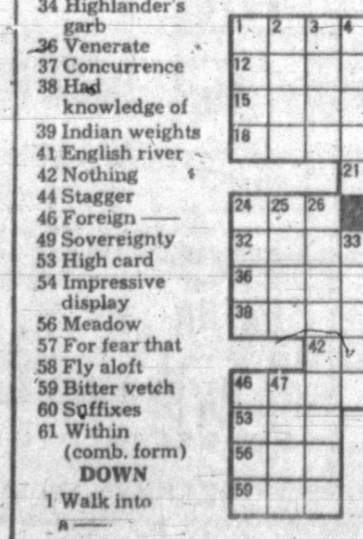 34 Highlander's
garb
36 Venerate
37 Concurrence
38 Had
knowledge of
39 Indian weights
41 English river
42 Nothing
44 Stagger
46 Foreign —
49 Sovereignty
53 High card
54 Impressive
display
56 Meadow
57 For fear that
58 Fly aloft
59 Bitter vetch
60 Suffixes
61 Within
(comb. form)
DOWN
1 Walk into
a —
1 2 3 4
12
15
18
21
24 25 26
32 33
36
38
42
46 47
53
56
59